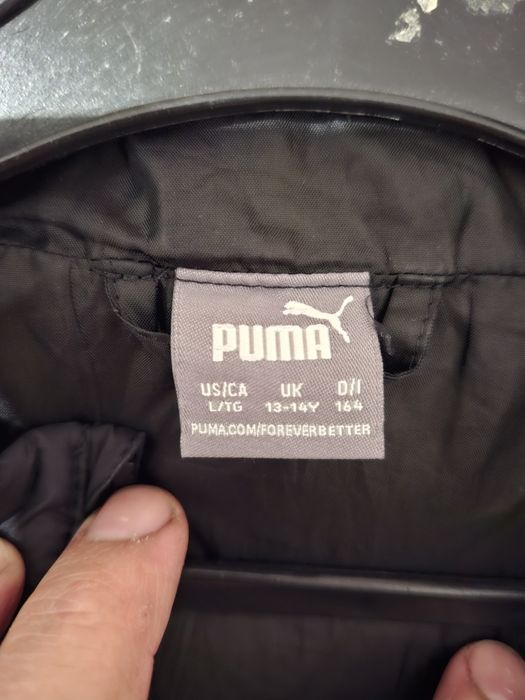 PUMA
US/CA UK D/I
L/TG 13-14Y 164
PUMA.COM/FOREVERBETTER